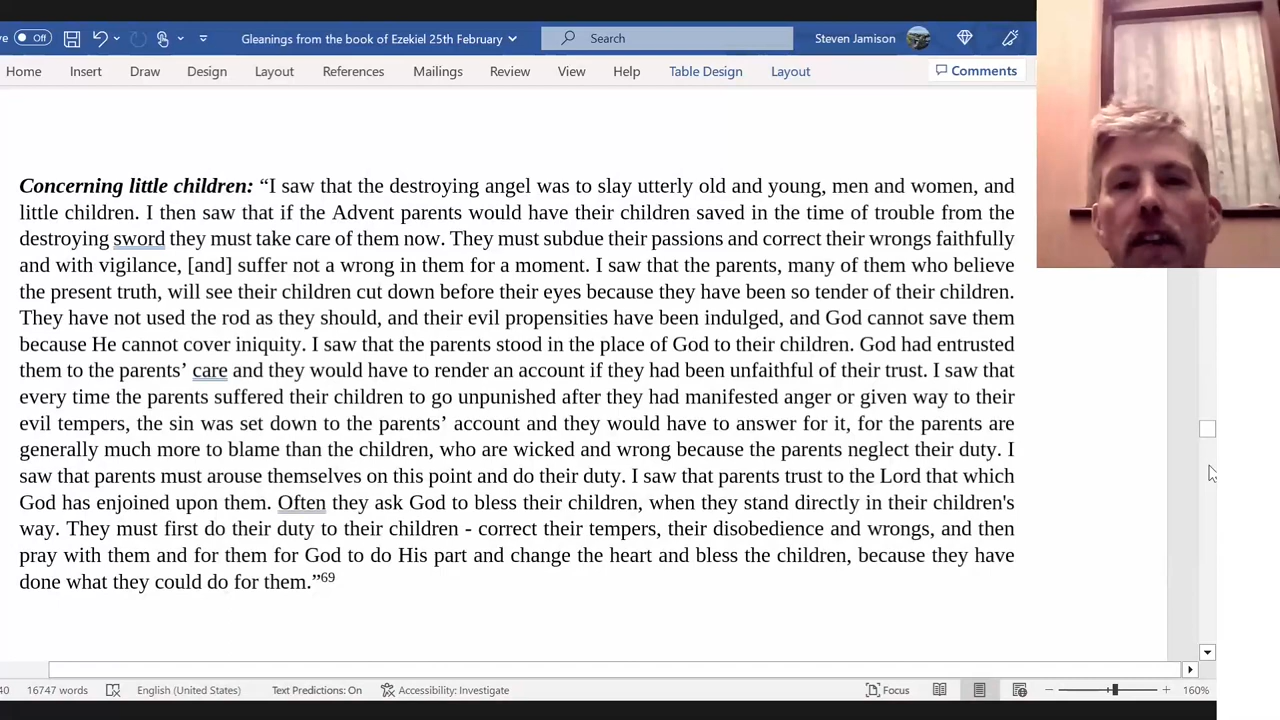 Off
Gleanings from the book of Ezekiel 25th February
Search
Steven Jamison
Home Insert Draw Design Layout References Mailings Review View Help Table Design Layout Comments
Concerning little children: “I saw that the destroying angel was to slay utterly old and young, men and women, and
little children. I then saw that if the Advent parents would have their children saved in the time of trouble from the
destroying sword they must take care of them now. They must subdue their passions and correct their wrongs faithfully
and with vigilance, [and] suffer not a wrong in them for a moment. I saw that the parents, many of them who believe
the present truth, will see their children cut down before their eyes because they have been so tender of their children.
They have not used the rod as they should, and their evil propensities have been indulged, and God cannot save them
because He cannot cover iniquity. I saw that the parents stood in the place of God to their children. God had entrusted
them to the parents’ care and they would have to render an account if they had been unfaithful of their trust. I saw that
every time the parents suffered their children to go unpunished after they had manifested anger or given way to their
evil tempers, the sin was set down to the parents’ account and they would have to answer for it, for the parents are
generally much more to blame than the children, who are wicked and wrong because the parents neglect their duty. I
saw that parents must arouse themselves on this point and do their duty. I saw that parents trust to the Lord that which
God has enjoined upon them. Often they ask God to bless their children, when they stand directly in their children's
way. They must first do their duty to their children - correct their tempers, their disobedience and wrongs, and then
pray with them and for them for God to do His part and change the heart and bless the children, because they have
done what they could do for them.”69
40 16747 words English (United States) Text Predictions: On Accessibility: Investigate Focus 160%